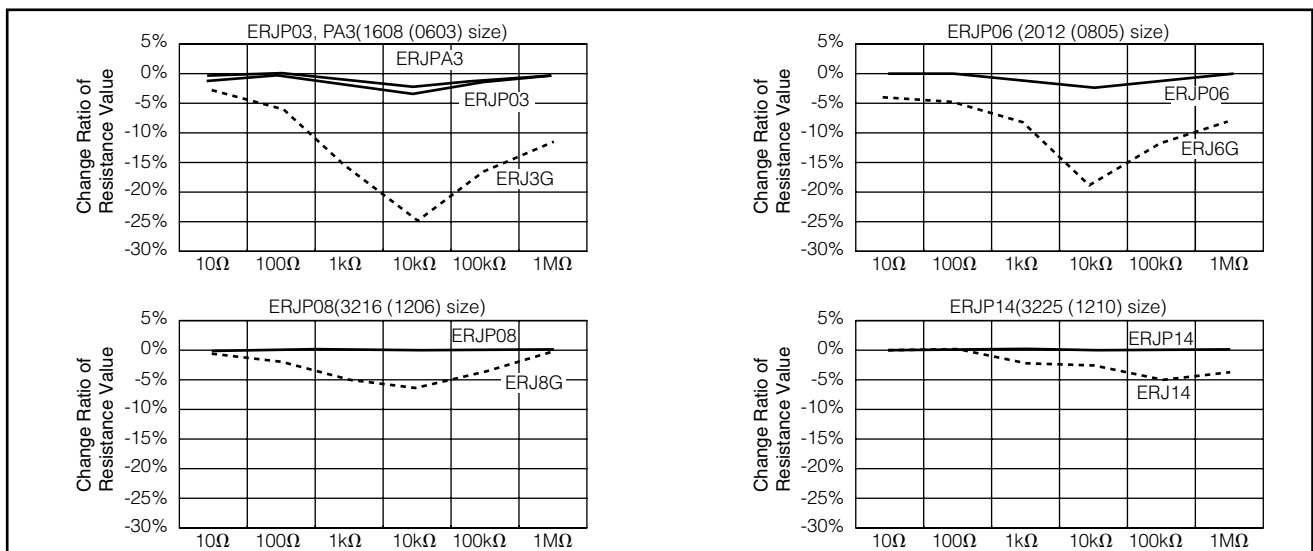 ERJP03, PA3(1608 (0603) size)
Change Ratio of
Resistance Value
5%
0%
-5%
-10%
-15%
-20%
-25%
-30%
ERJPA3
ERJP03
ERJ3G
10Ω 100Ω 1kΩ 10kΩ 100kΩ 1MΩ
ERJP06 (2012 (0805) size)
Change Ratio of
Resistance Value
5%
0%
-5%
-10%
-15%
-20%
-25%
-30%
ERJP06
ERJ6G
10Ω 100Ω 1kΩ 10kΩ 100kΩ 1MΩ
ERJP08(3216 (1206) size)
Change Ratio of
Resistance Value
5%
0%
-5%
-10%
-15%
-20%
-25%
-30%
ERJP08
ERJ8G
10Ω 100Ω 1kΩ 10kΩ 100kΩ 1MΩ
ERJP14(3225 (1210) size)
Change Ratio of
Resistance Value
5%
0%
-5%
-10%
-15%
-20%
-25%
-30%
ERJP14
ERJ14
10Ω 100Ω 1kΩ 10kΩ 100kΩ 1MΩ